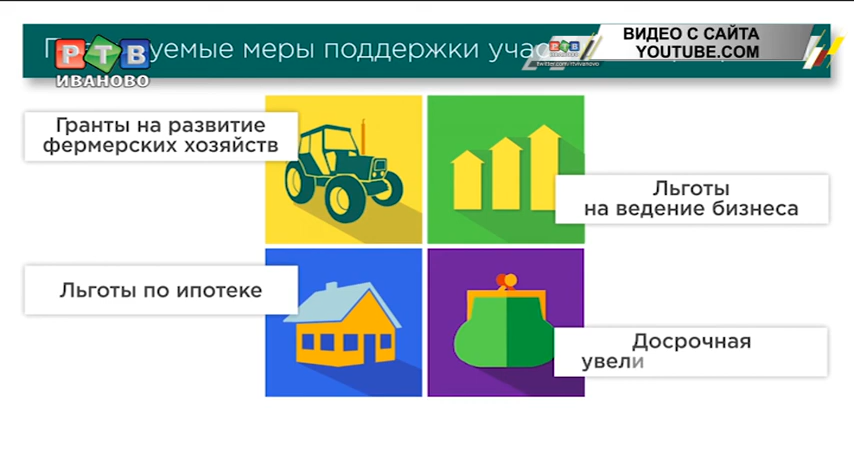 уемые меры поддержки
РТВ
ИВАНОВО
РТВ
ВИДЕО С САЙТА
YOUTUBE.COM
Гранты на развитие
фермерских хозяйств
Льготы
на ведение бизнеса
Льготы по ипотеке
Досрочная
увели